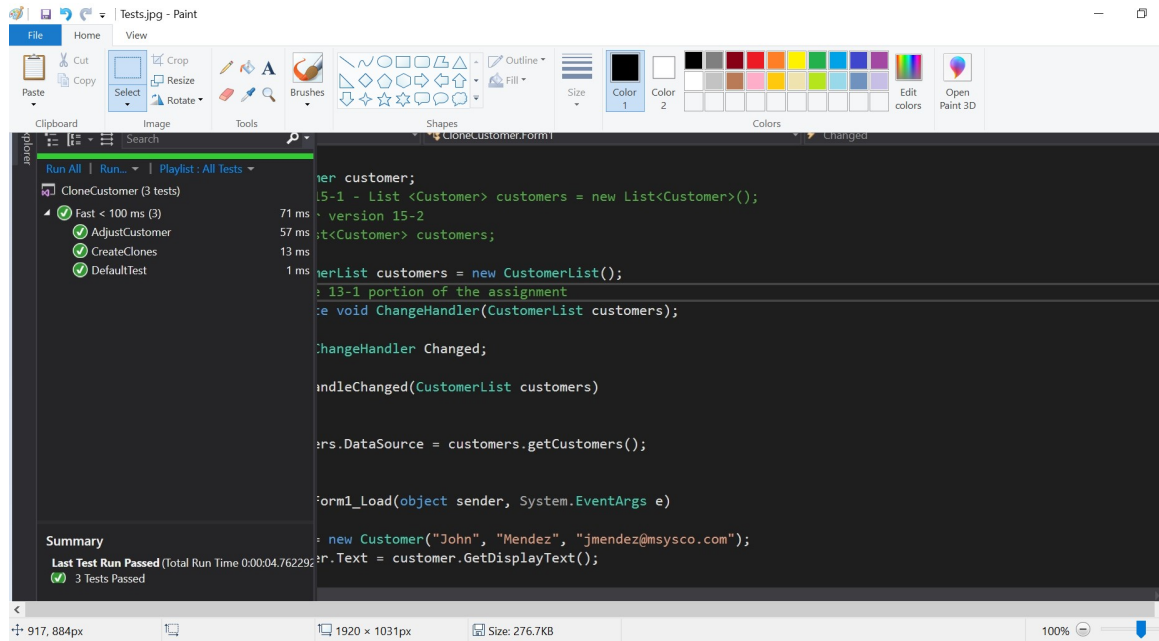 Tests.jpg - Paint
File Home View
Paste
Cut
Copy
Select
Crop
Resize
Rotate
A
Brushes
Outline
Fill
Size
Color 1
Color 2
Edit colors
Open Paint 3D
Clipboard Image Tools Shapes Colors
plorer
Search
CloneCustomer.Form1
Changed
Run All | Run... | Playlist : All Tests
CloneCustomer (3 tests)
Fast < 100 ms (3) 71 ms
AdjustCustomer 57 ms
CreateClones 13 ms
DefaultTest 1 ms
Summary
Last Test Run Passed (Total Run Time 0:00:04.762292
3 Tests Passed
mer customer;
15-1 - List <Customer> customers = new List<Customer>();
r version 15-2
st<Customer> customers;
merList customers = new CustomerList();
e 13-1 portion of the assignment
te void ChangeHandler(CustomerList customers);
ChangeHandler Changed;
andleChanged(CustomerList customers)
ers.DataSource = customers.getCustomers();
Form1_Load(object sender, System.EventArgs e)
= new Customer("John", "Mendez", "jmendez@msysco.com");
er.Text = customer.GetDisplayText();
917, 884px
1920 × 1031px
Size: 276.7KB
100%